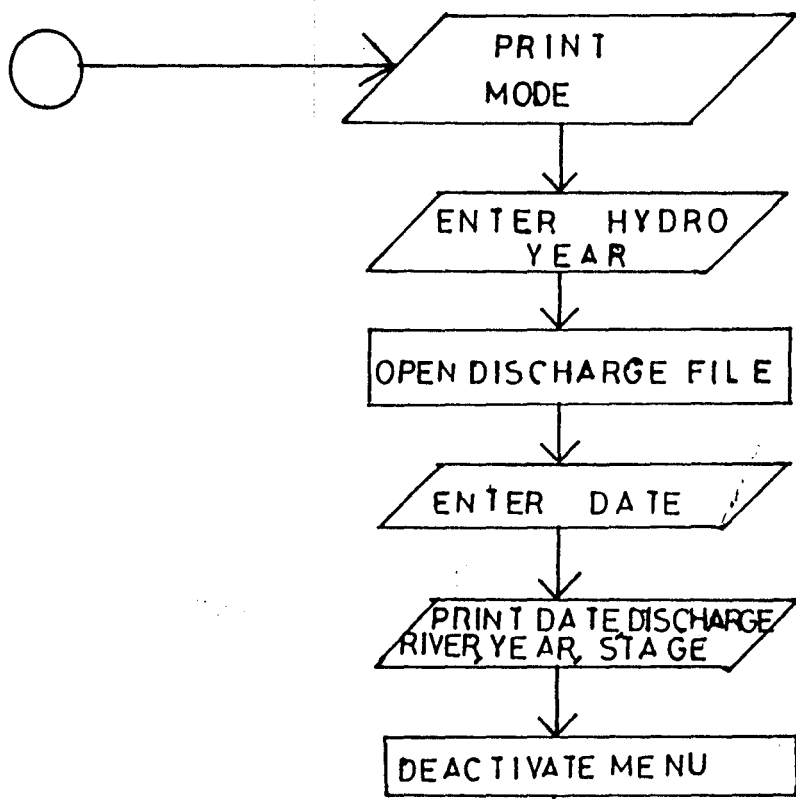 PRINT
MODE
ENTER HYDRO
YEAR
OPEN DISCHARGE FILE
ENTER DATE
PRINT DATE, DISCHARGE
RIVER, YEAR, STAGE
DEACTIVATE MENU